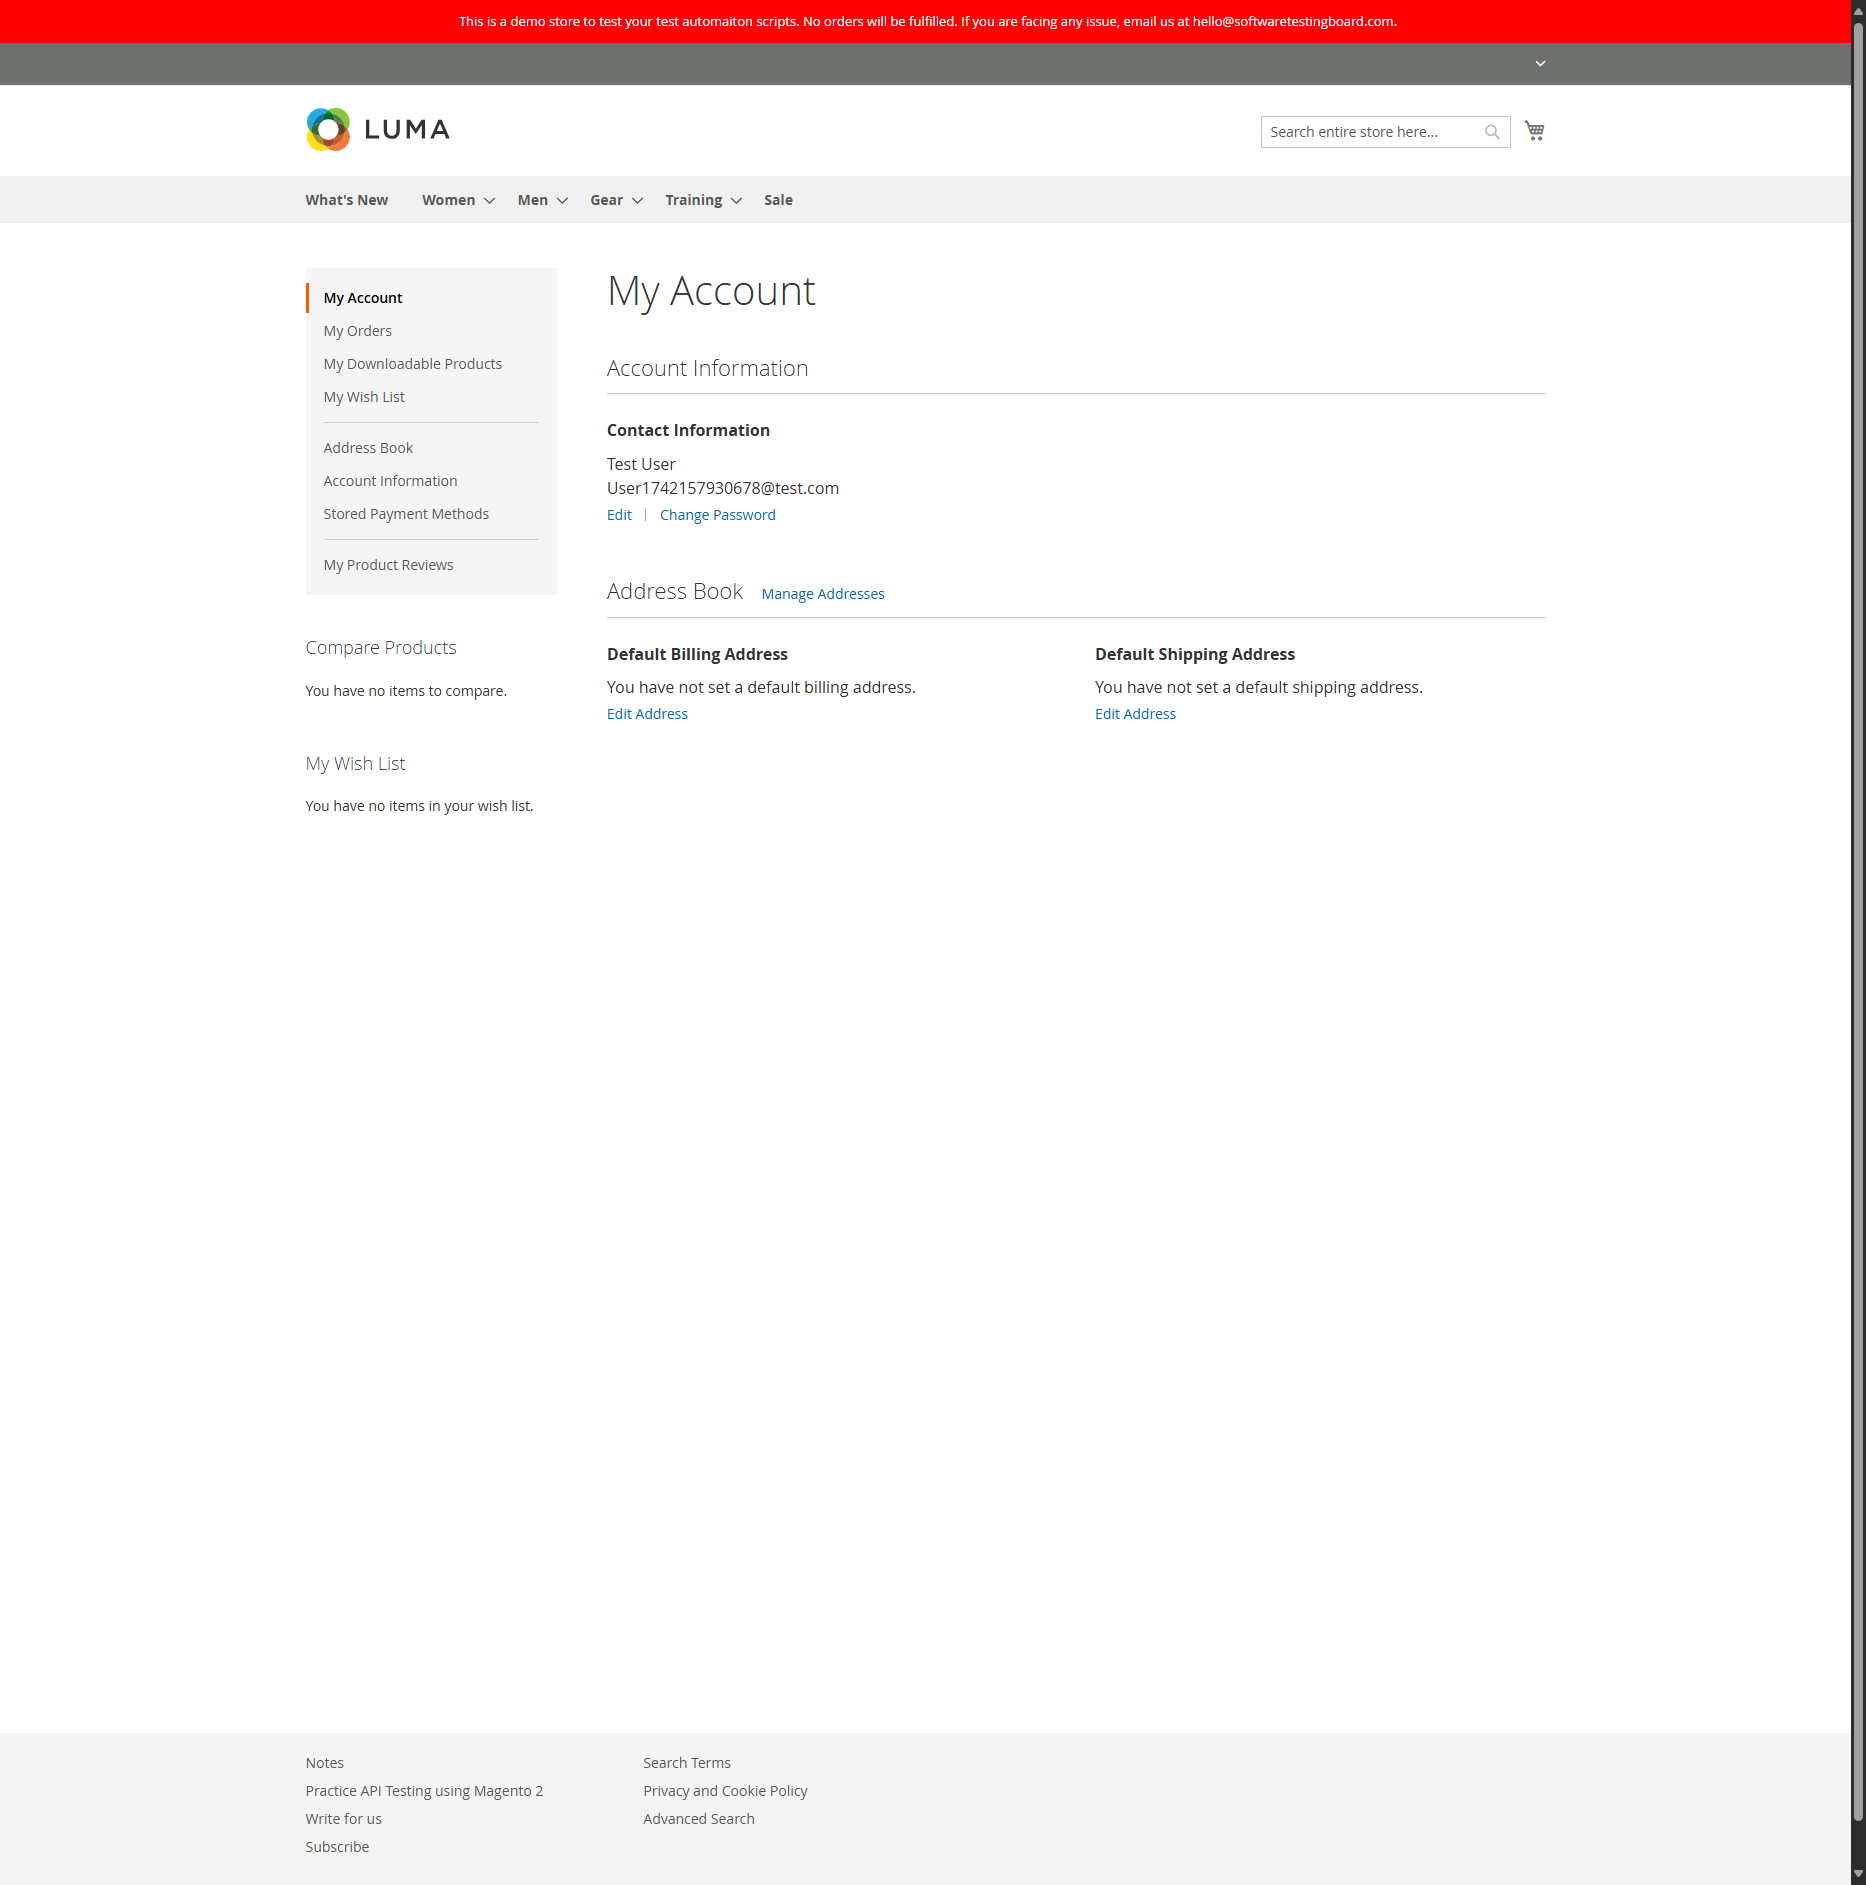 This is a demo store to test your test automaiton scripts. No orders will be fulfilled. If you are facing any issue, email us at hello@softwaretestingboard.com.
LUMA
Search entire store here...
What's New Women Men Gear Training Sale
My Account
My Orders
My Downloadable Products
My Wish List
Address Book
Account Information
Stored Payment Methods
My Product Reviews
Compare Products
You have no items to compare.
My Wish List
You have no items in your wish list.
My Account
Account Information
Contact Information
Test User
User1742157930678@test.com
Edit | Change Password
Address Book Manage Addresses
Default Billing Address
You have not set a default billing address.
Edit Address
Default Shipping Address
You have not set a default shipping address.
Edit Address
Notes
Practice API Testing using Magento 2
Write for us
Subscribe
Search Terms
Privacy and Cookie Policy
Advanced Search